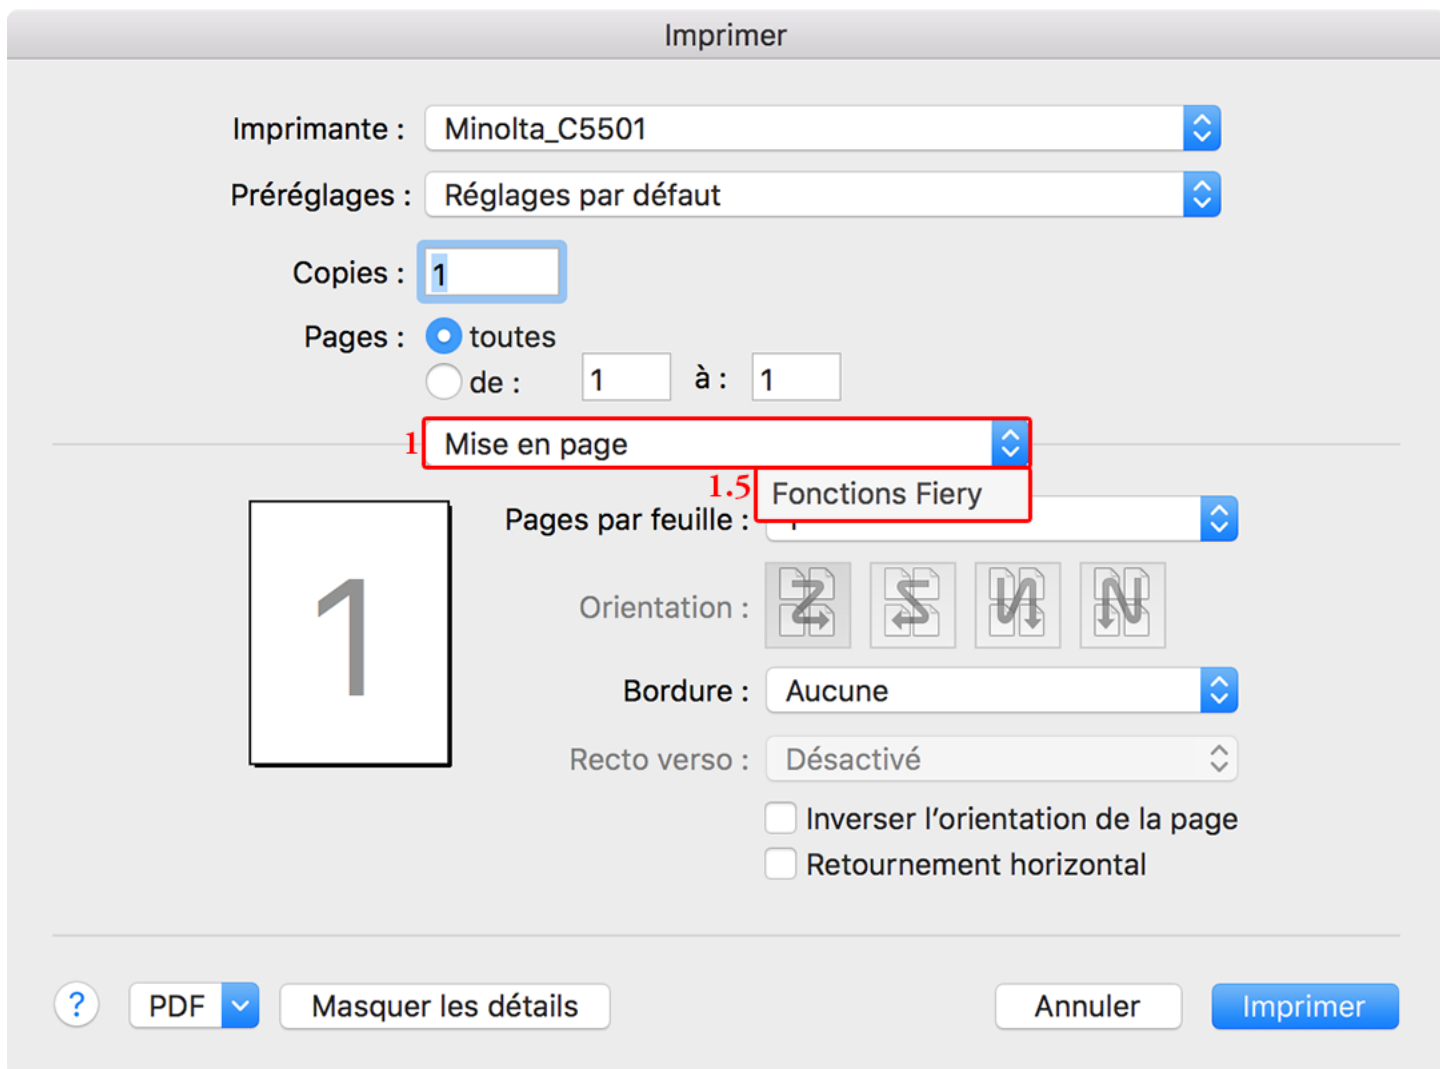 Imprimer
Imprimante : Minolta_C5501
Préréglages : Réglages par défaut
Copies : 1
Pages : toutes
de : 1 à : 1
1 Mise en page
1.5 Fonctions Fiery
Pages par feuille :
1
Orientation :
Bordure : Aucune
Recto verso : Désactivé
Inverser l’orientation de la page
Retournement horizontal
? PDF Masquer les détails Annuler Imprimer